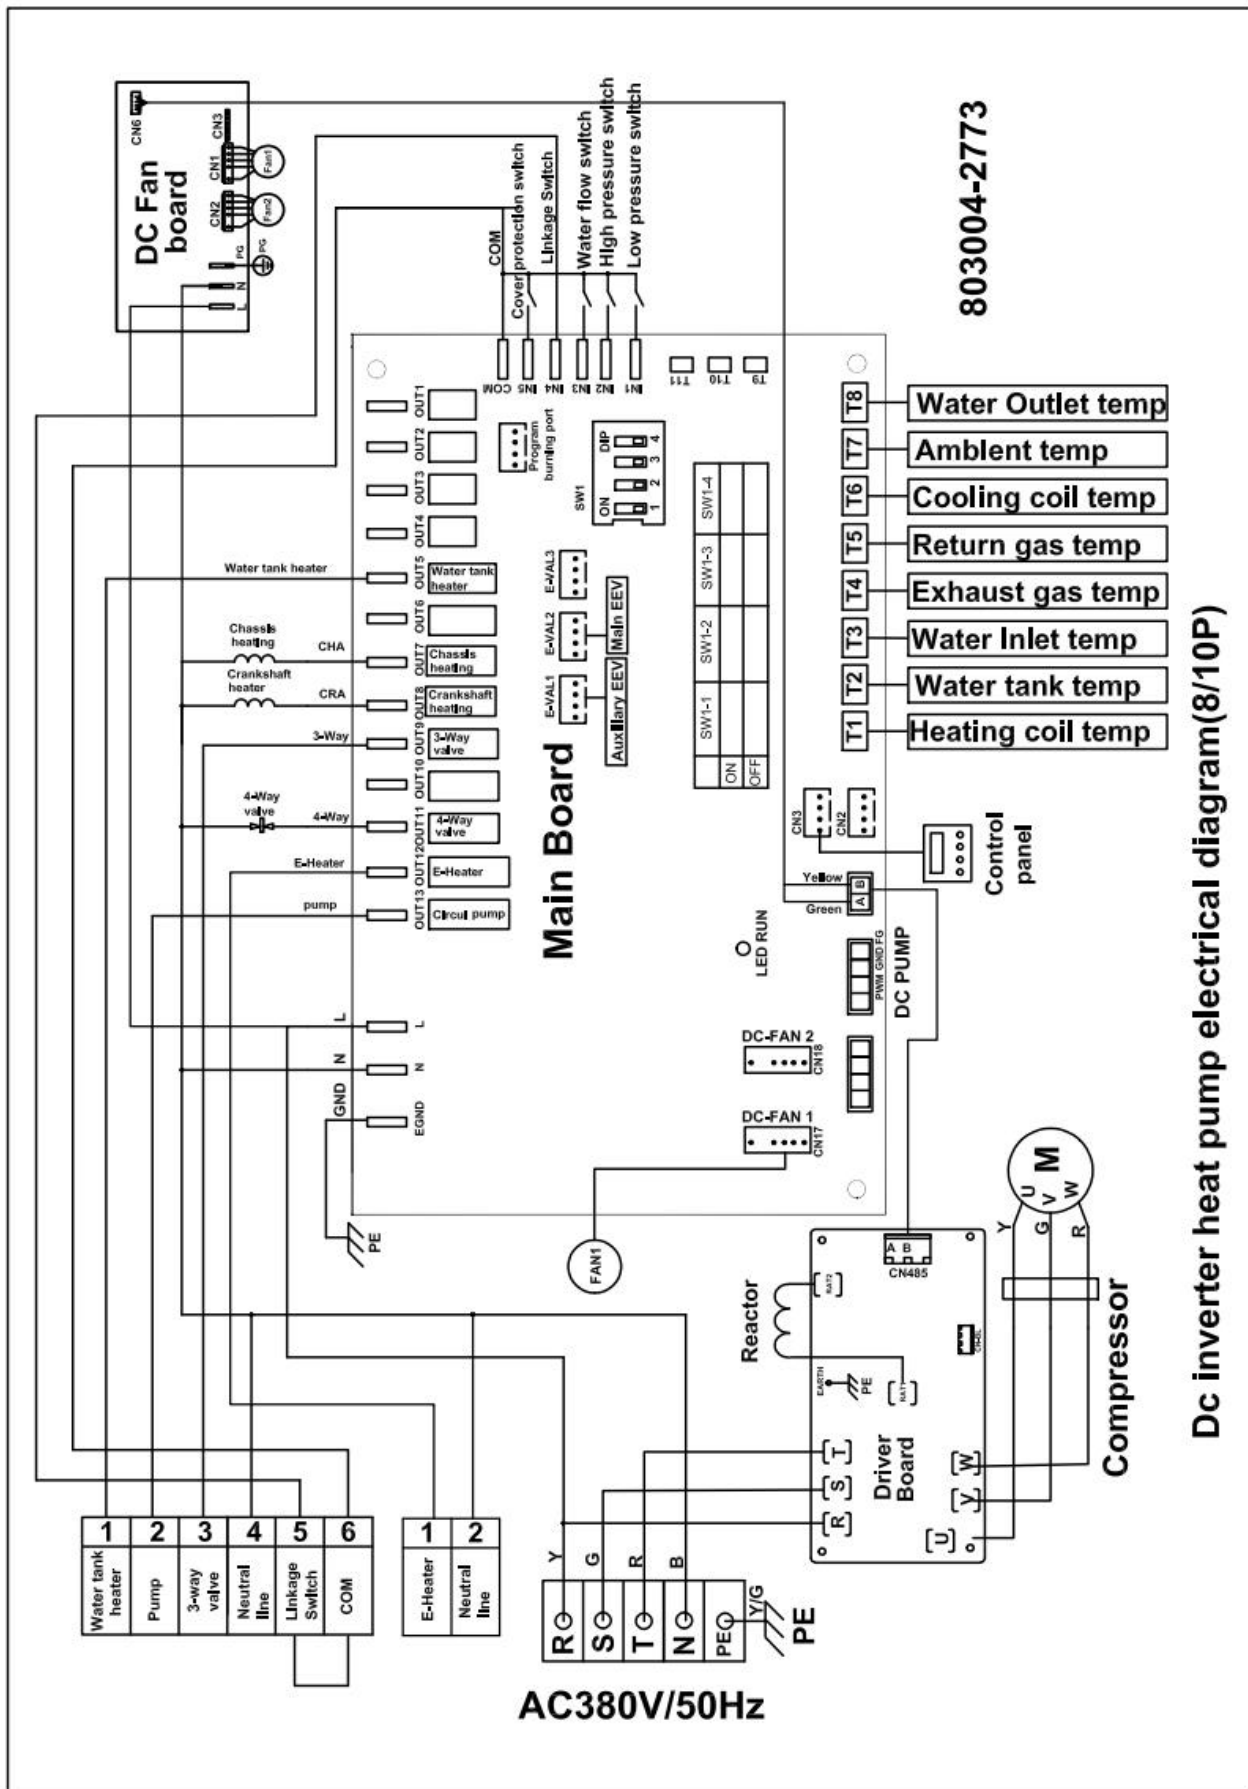 CN6
CN3
CN1
Fan1
CN2
Fan2
DC Fan
board
PG
PG
N
L
COM
Cover protection switch
Linkage Switch
Water flow switch
High pressure switch
Low pressure switch
803004-2773
COM
IN5
IN4
IN3
IN2
IN1
T11
T10
T9
OUT1
OUT2
OUT3
OUT4
OUT5
Water tank heater
Water tank
heater
OUT6
Chassis
heating
CHA
OUT7
Chassis
heating
Crankshaft
heater
CRA
OUT8
Crankshaft
heating
3-Way
OUT9
3-Way
valve
OUT10
4-Way
valve
4-Way
OUT11
4-Way
valve
E-Heater
OUT12
E-Heater
pump
OUT13
Circul pump
Program
burning port
SW1
ON
DIP
1
2
3
4
E-VAL3
E-VAL2
E-VAL1
Main EEV
Auxiliary EEV
SW1-1
SW1-2
SW1-3
SW1-4
ON
OFF
Main Board
T8
Water Outlet temp
T7
Ambient temp
T6
Cooling coil temp
T5
Return gas temp
T4
Exhaust gas temp
T3
Water Inlet temp
T2
Water tank temp
T1
Heating coil temp
CN3
CN2
Control
panel
Yellow
Green
B
A
LED RUN
PWM GND FG
DC PUMP
L
L
N
N
GND
EGND
PE
DC-FAN 2
CN18
DC-FAN 1
CN17
FAN1
M
U
V
W
Y
G
R
A B
CN485
Reactor
RAT2
EARTH
PE
Driver
Board
T
S
R
W
V
U
Compressor
1
2
3
4
5
6
Water tank
heater
Pump
3-way
valve
Neutral
line
Linkage
Switch
COM
1
2
E-Heater
Neutral
line
Y
G
R
B
R
S
T
N
PE
Y/G
PE
AC380V/50Hz
Dc inverter heat pump electrical diagram(8/10P)